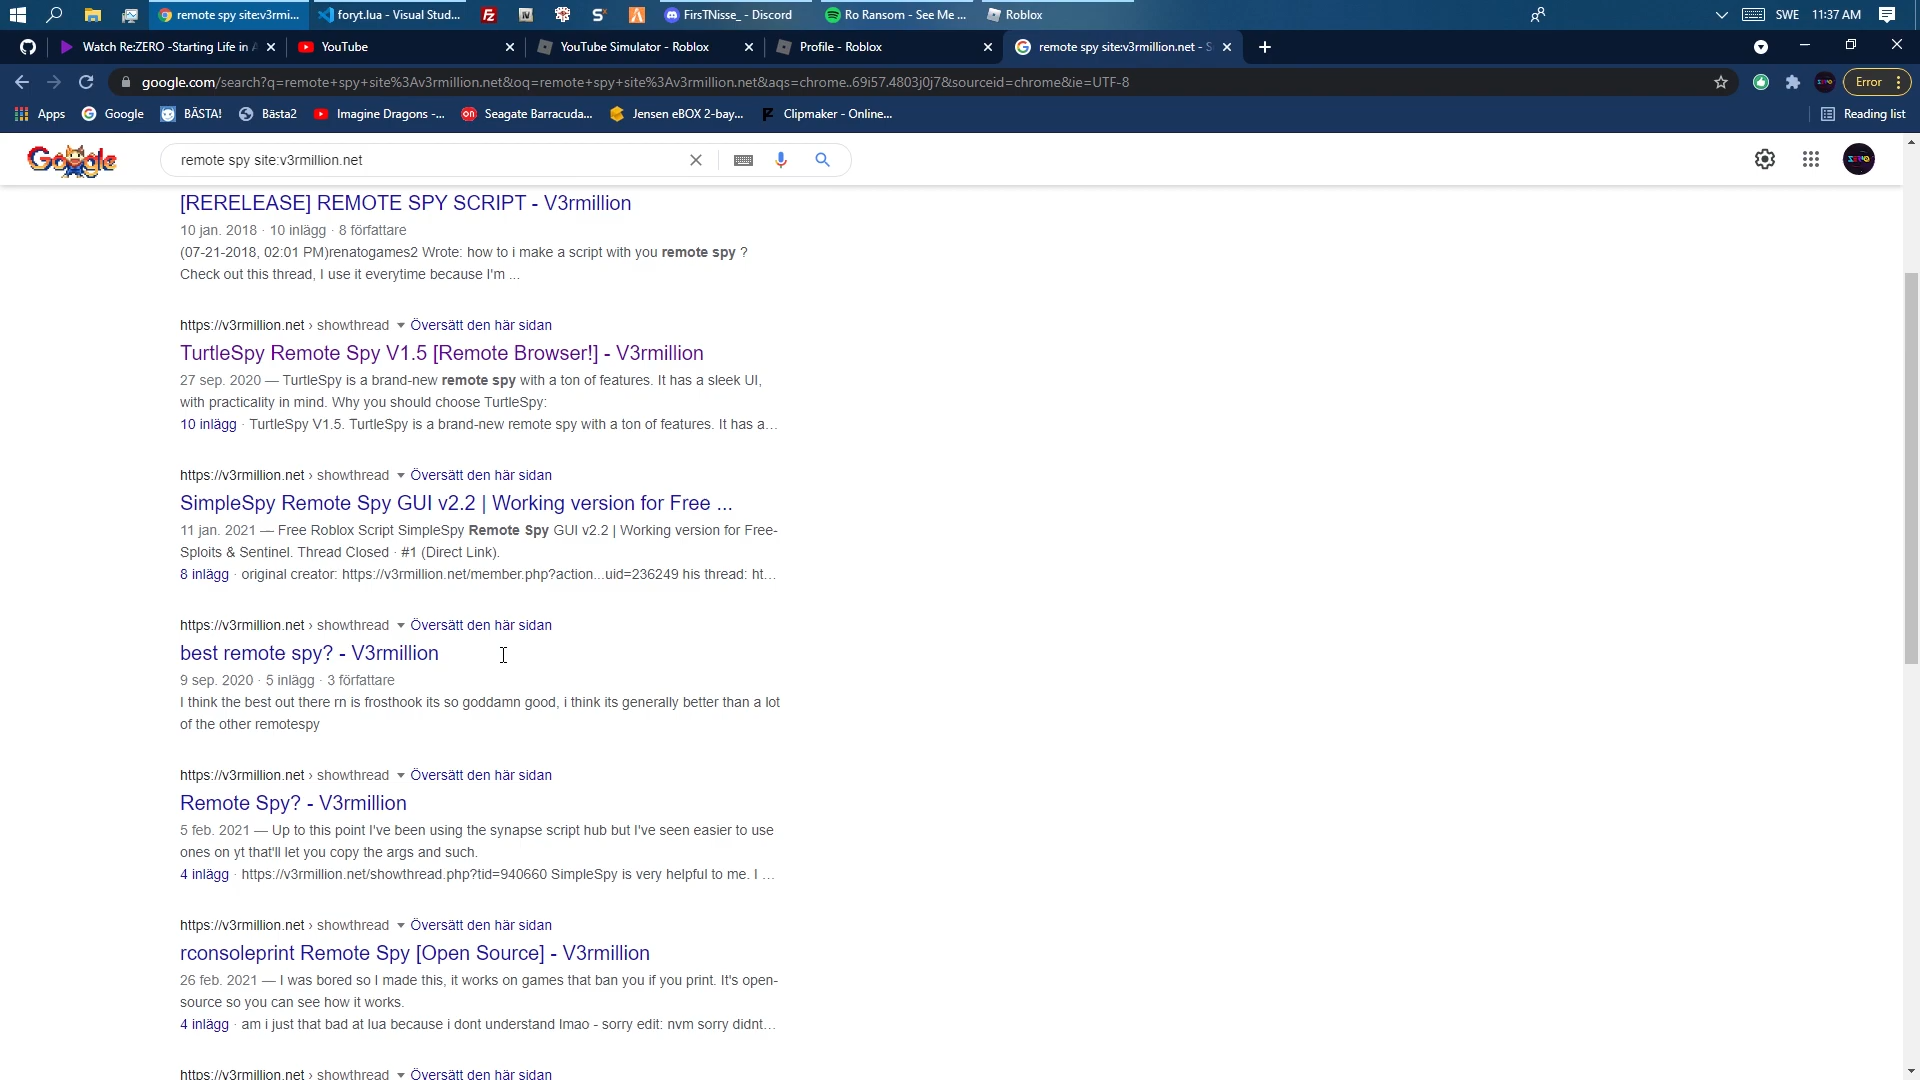 remote spy site:v3rmi...
foryt.lua - Visual Stud...
FirsTNisse_ - Discord
Ro Ransom - See Me ...
Roblox
SWE
11:37 AM
Watch Re:ZERO -Starting Life in A
YouTube
YouTube Simulator - Roblox
Profile - Roblox
remote spy site:v3rmillion.net - S
google.com/search?q=remote+spy+site%3Av3rmillion.net&oq=remote+spy+site%3Av3rmillion.net&aqs=chrome..69i57.4803j0j7&sourceid=chrome&ie=UTF-8
Error
Apps
Google
BÄSTA!
Bästa2
Imagine Dragons -...
Seagate Barracuda...
Jensen eBOX 2-bay...
Clipmaker - Online...
Reading list
Google
remote spy site:v3rmillion.net
[RERELEASE] REMOTE SPY SCRIPT - V3rmillion
10 jan. 2018 · 10 inlägg · 8 författare
(07-21-2018, 02:01 PM)renatogames2 Wrote: how to i make a script with you remote spy ?
Check out this thread, I use it everytime because I'm ...
https://v3rmillion.net › showthread Översätt den här sidan
TurtleSpy Remote Spy V1.5 [Remote Browser!] - V3rmillion
27 sep. 2020 — TurtleSpy is a brand-new remote spy with a ton of features. It has a sleek UI,
with practicality in mind. Why you should choose TurtleSpy:
10 inlägg · TurtleSpy V1.5. TurtleSpy is a brand-new remote spy with a ton of features. It has a...
https://v3rmillion.net › showthread Översätt den här sidan
SimpleSpy Remote Spy GUI v2.2 | Working version for Free ...
11 jan. 2021 — Free Roblox Script SimpleSpy Remote Spy GUI v2.2 | Working version for Free-
Sploits & Sentinel. Thread Closed · #1 (Direct Link).
8 inlägg · original creator: https://v3rmillion.net/member.php?action...uid=236249 his thread: ht...
https://v3rmillion.net › showthread Översätt den här sidan
best remote spy? - V3rmillion
9 sep. 2020 · 5 inlägg · 3 författare
I think the best out there rn is frosthook its so goddamn good, i think its generally better than a lot
of the other remotespy
https://v3rmillion.net › showthread Översätt den här sidan
Remote Spy? - V3rmillion
5 feb. 2021 — Up to this point I've been using the synapse script hub but I've seen easier to use
ones on yt that'll let you copy the args and such.
4 inlägg · https://v3rmillion.net/showthread.php?tid=940660 SimpleSpy is very helpful to me. I ...
https://v3rmillion.net › showthread Översätt den här sidan
rconsoleprint Remote Spy [Open Source] - V3rmillion
26 feb. 2021 — I was bored so I made this, it works on games that ban you if you print. It's open-
source so you can see how it works.
4 inlägg · am i just that bad at lua because i dont understand lmao - sorry edit: nvm sorry didnt...
https://v3rmillion.net › showthread Översätt den här sidan